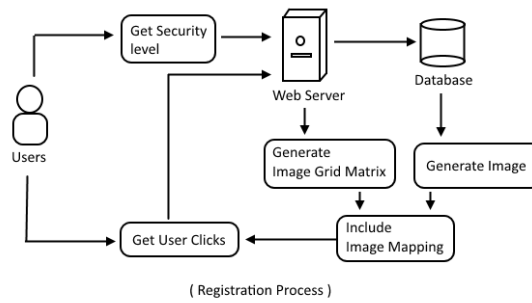 Get Security
level
Web Server
Database
Users
Generate
Image Grid Matrix
Generate Image
Get User Clicks
Include
Image Mapping
( Registration Process )